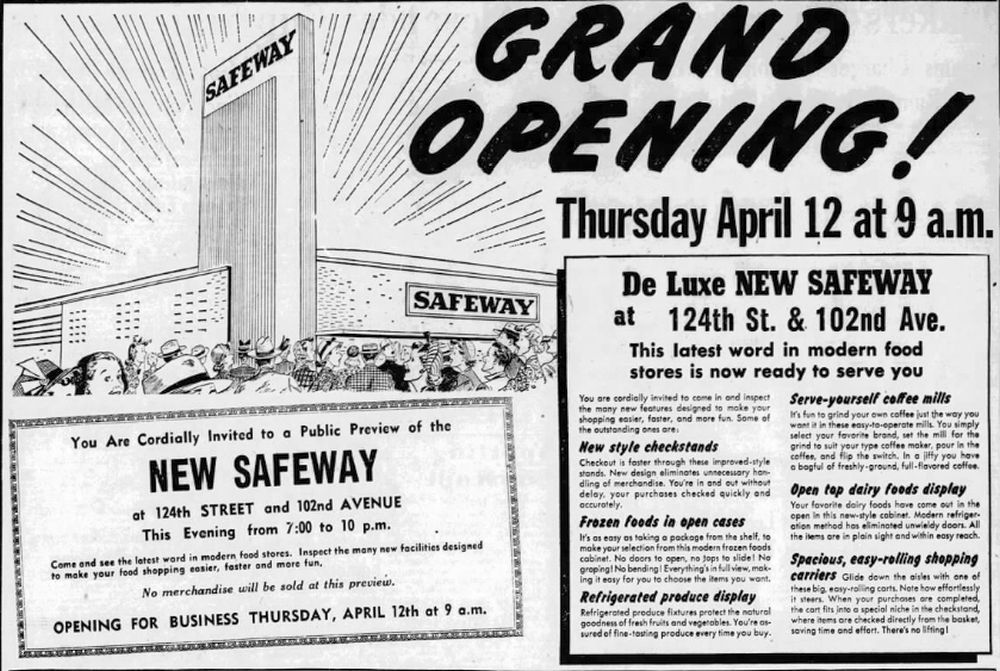 SAFEWAY
GRAND
OPENING!
Thursday April 12 at 9 a.m.
SAFEWAY
De Luxe NEW SAFEWAY
at 124th St. & 102nd Ave.
This latest word in modern food
stores is now ready to serve you
You are cordially invited to come in and inspect
the many new features designed to make your
shopping easier, faster, and more fun. Some of
the outstanding ones are:
New style checkstands
Checkout is faster through these improved-style
stands. New design eliminates unnecessary han-
dling of merchandise. You're in and out without
delay, your purchases checked quickly and
accurately.
Frozen foods in open cases
It's as easy as taking a package from the shelf, to
make your selection from this modern frozen foods
cabinet. No doors to open, no tops to slide! No
groping! No bending! Everything's in full view, mak-
ing it easy for you to choose the items you want.
Refrigerated produce display
Refrigerated produce fixtures protect the natural
goodness of fresh fruits and vegetables. You're as-
sured of fine-tasting produce every time you buy.
Serve-yourself coffee mills
It's fun to grind your own coffee just the way you
want it in these easy-to-operate mills. You simply
select your favorite brand, set the mill for the
grind to suit your type coffee maker, pour in the
coffee, and flip the switch. In a jiffy you have
a bagful of freshly-ground, full-flavored coffee.
Open top dairy foods display
Your favorite dairy foods have come out in the
open in this new-style cabinet. Modern refriger-
ation method has eliminated unwieldy doors. All
the items are in plain sight and within easy reach.
Spacious, easy-rolling shopping
carriers Glide down the aisles with one of
these big, easy-rolling carts. Note how effortlessly
it steers. When your purchases are completed,
the cart fits into a special niche in the checkstand,
where items are checked directly from the basket,
saving time and effort. There's no lifting!
You Are Cordially Invited to a Public Preview of the
NEW SAFEWAY
at 124th STREET and 102nd AVENUE
This Evening from 7:00 to 10 p.m.
Come and see the latest word in modern food stores. Inspect the many new facilities designed
to make your food shopping easier, faster and more fun.
No merchandise will be sold at this preview.
OPENING FOR BUSINESS THURSDAY, APRIL 12th at 9 a.m.